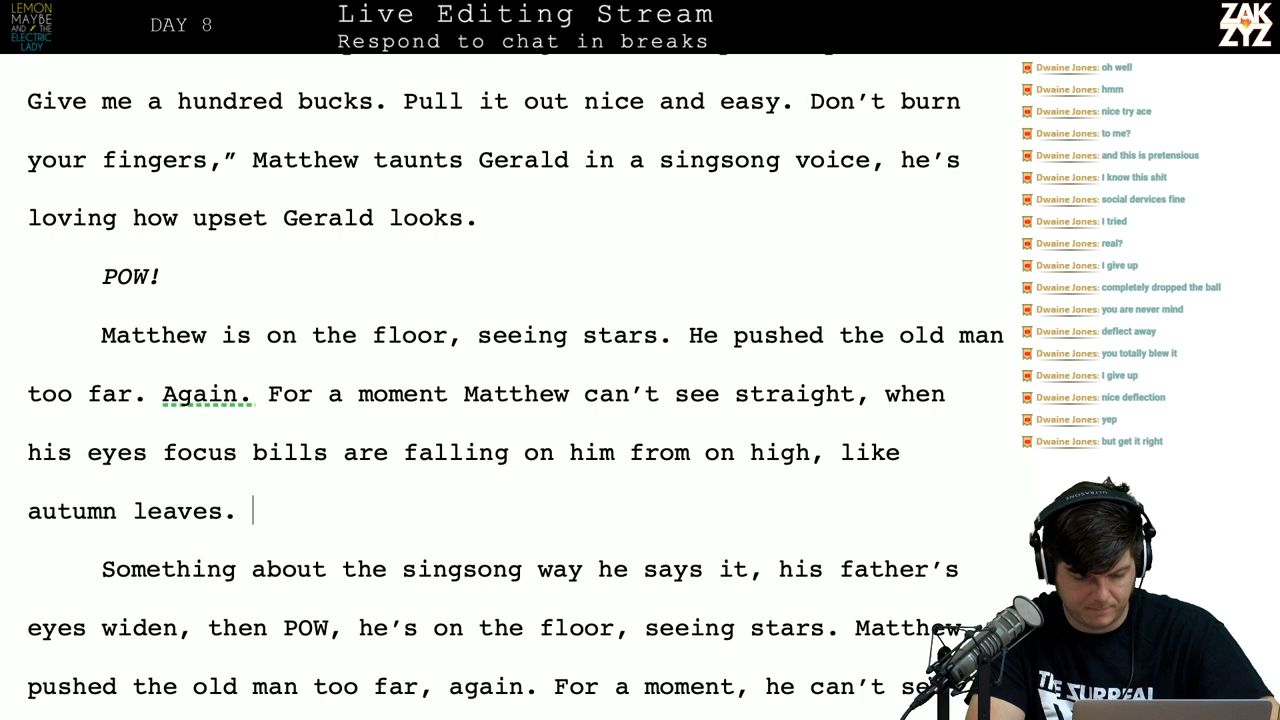 LEMON
MAYBE
AND THE
ELECTRIC
LADY
DAY 8
Live Editing Stream
Respond to chat in breaks
ZAK
ZYZ
Give me a hundred bucks. Pull it out nice and easy. Don’t burn
your fingers,” Matthew taunts Gerald in a singsong voice, he’s
loving how upset Gerald looks.
POW!
Matthew is on the floor, seeing stars. He pushed the old man
too far. Again. For a moment Matthew can’t see straight, when
his eyes focus bills are falling on him from on high, like
autumn leaves.
Something about the singsong way he says it, his father’s
eyes widen, then POW, he’s on the floor, seeing stars. Matthew
pushed the old man too far, again. For a moment, he can’t see
Dwaine Jones: oh well
Dwaine Jones: hmm
Dwaine Jones: nice try ace
Dwaine Jones: to me?
Dwaine Jones: and this is pretensious
Dwaine Jones: I know this shit
Dwaine Jones: social dervices fine
Dwaine Jones: I tried
Dwaine Jones: real?
Dwaine Jones: I give up
Dwaine Jones: completely dropped the ball
Dwaine Jones: you are never mind
Dwaine Jones: deflect away
Dwaine Jones: you totally blew it
Dwaine Jones: I give up
Dwaine Jones: nice deflection
Dwaine Jones: yep
Dwaine Jones: but get it right
ULTRASONE
THE SURREAL